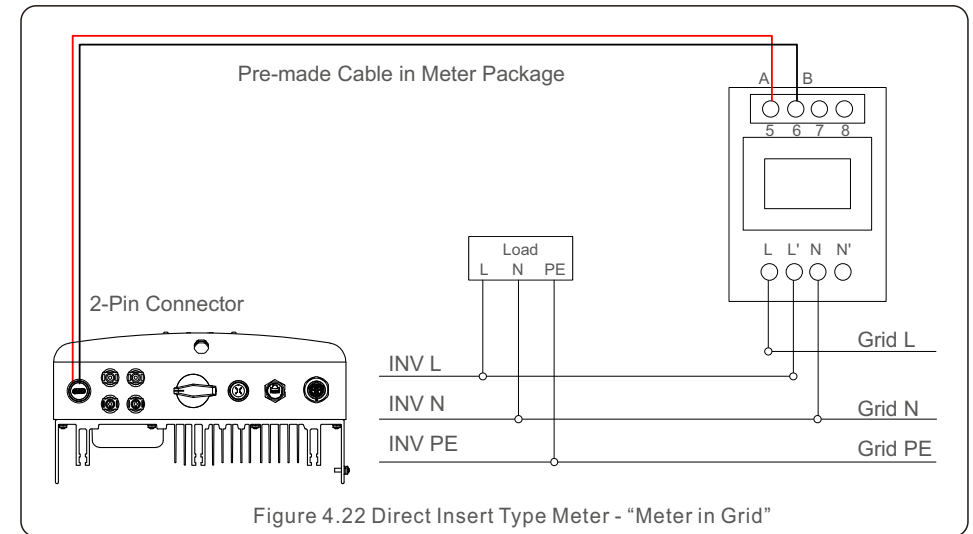 Pre-made Cable in Meter Package
A B
5 6 7 8
Load
L N PE
L L' N N'
2-Pin Connector
Grid L
INV L
INV N
Grid N
INV PE
Grid PE
Figure 4.22 Direct Insert Type Meter - “Meter in Grid”